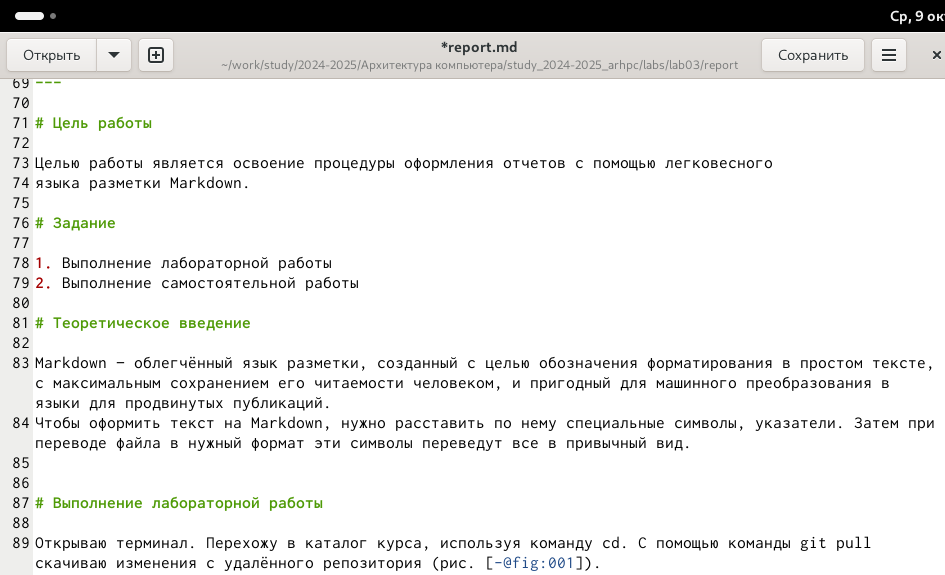 Ср, 9 ок
Открыть
*report.md
~/work/study/2024-2025/Архитектура компьютера/study_2024-2025_arhpc/labs/lab03/report
Сохранить
69 ---
70
71 # Цель работы
72
73 Целью работы является освоение процедуры оформления отчетов с помощью легковесного
74 языка разметки Markdown.
75
76 # Задание
77
78 1. Выполнение лабораторной работы
79 2. Выполнение самостоятельной работы
80
81 # Теоретическое введение
82
83 Markdown — облегчённый язык разметки, созданный с целью обозначения форматирования в простом тексте,
с максимальным сохранением его читаемости человеком, и пригодный для машинного преобразования в
языки для продвинутых публикаций.
84 Чтобы оформить текст на Markdown, нужно расставить по нему специальные символы, указатели. Затем при
переводе файла в нужный формат эти символы переведут все в привычный вид.
85
86
87 # Выполнение лабораторной работы
88
89 Открываю терминал. Перехожу в каталог курса, используя команду cd. С помощью команды git pull
скачиваю изменения с удалённого репозитория (рис. [-@fig:001]).